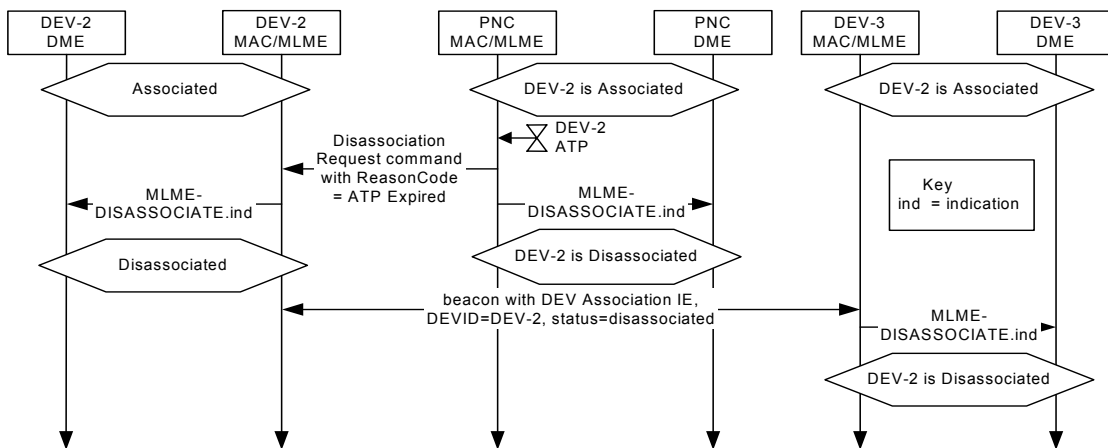 DEV-2
DME
DEV-2
MAC/MLME
PNC
MAC/MLME
PNC
DME
DEV-3
MAC/MLME
DEV-3
DME
Associated
DEV-2 is Associated
DEV-2 is Associated
DEV-2
ATP
Disassociation
Request command
with ReasonCode
= ATP Expired
MLME-
DISASSOCIATE.ind
MLME-
DISASSOCIATE.ind
Key
ind = indication
Disassociated
DEV-2 is Disassociated
beacon with DEV Association IE,
DEVID=DEV-2, status=disassociated
MLME-
DISASSOCIATE.ind
DEV-2 is Disassociated